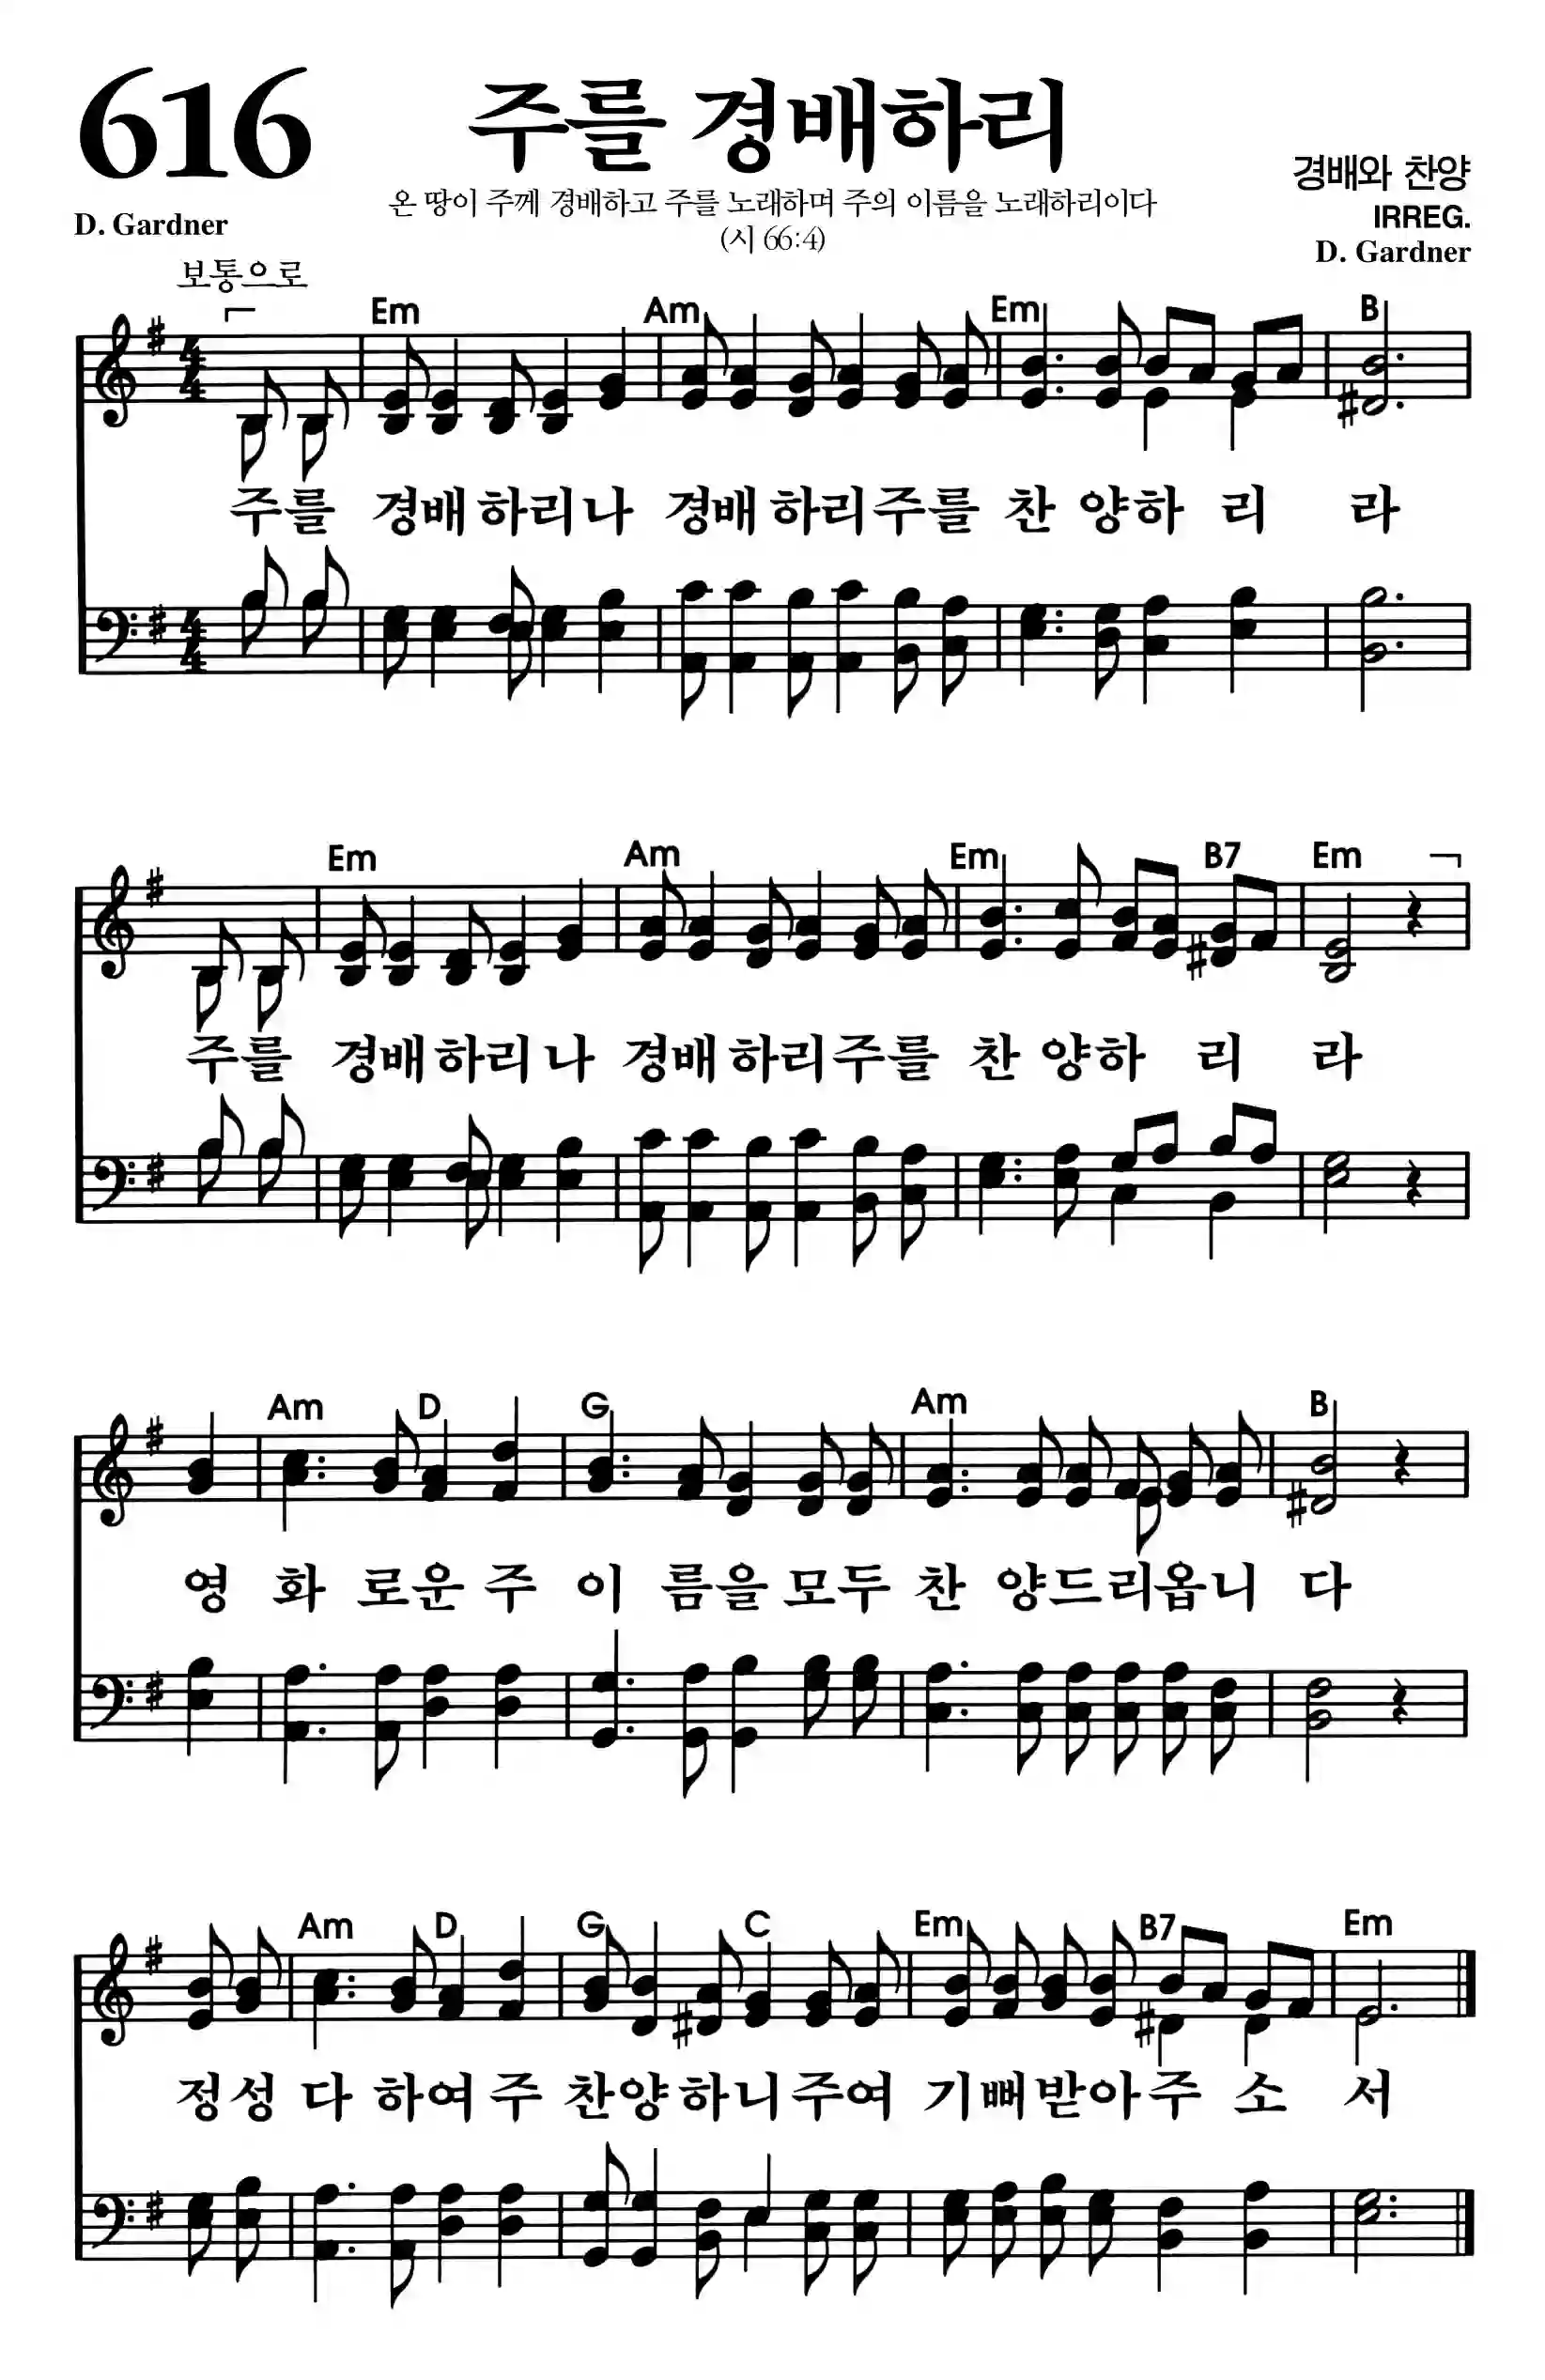 616
주를 경배하리
온 땅이 주께 경배하고 주를 노래하며 주의 이름을 노래하리이다
(시 66:4)
경배와 찬양
IRREG.
D. Gardner
D. Gardner
보통으로
Em Am Em B
4 4
주를 경배하리나 경배하리주를 찬 양하 리 라
4 4
Em Am Em B7 Em
주를 경배하리나 경배하리주를 찬 양하 리 라
Am D G Am B
영 화 로운 주 이 름을 모두 찬 양드리옵니 다
Am D G C Em B7 Em
정성 다 하여 주 찬양하니주여 기뻐받아주 소 서